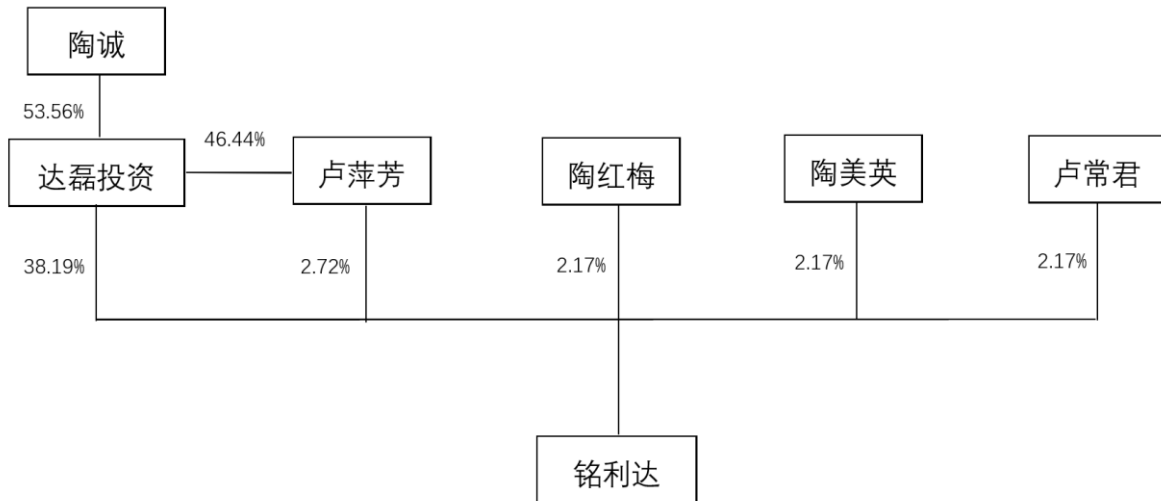 陶诚
53.56%
46.44%
达磊投资
卢萍芳
陶红梅
陶美英
卢常君
38.19%
2.72%
2.17%
2.17%
2.17%
铭利达